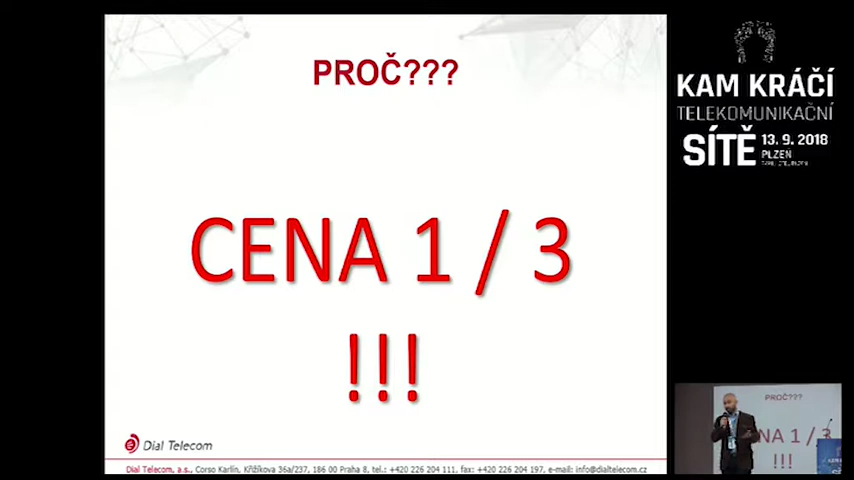 PROČ???
CENA 1 / 3
!!!
Dial Telecom
Dial Telecom, a.s., Corso Karlín, Křižíkova 36a/237, 186 00 Praha 8, tel.: +420 226 204 111, fax: +420 226 204 197, e-mail: info@dialtelecom.cz
KAM KRÁČÍ
TELEKOMUNIKAČNÍ
SÍTĚ
13. 9. 2018
PLZEŇ
PROČ???
NA 1 / 3
!!!